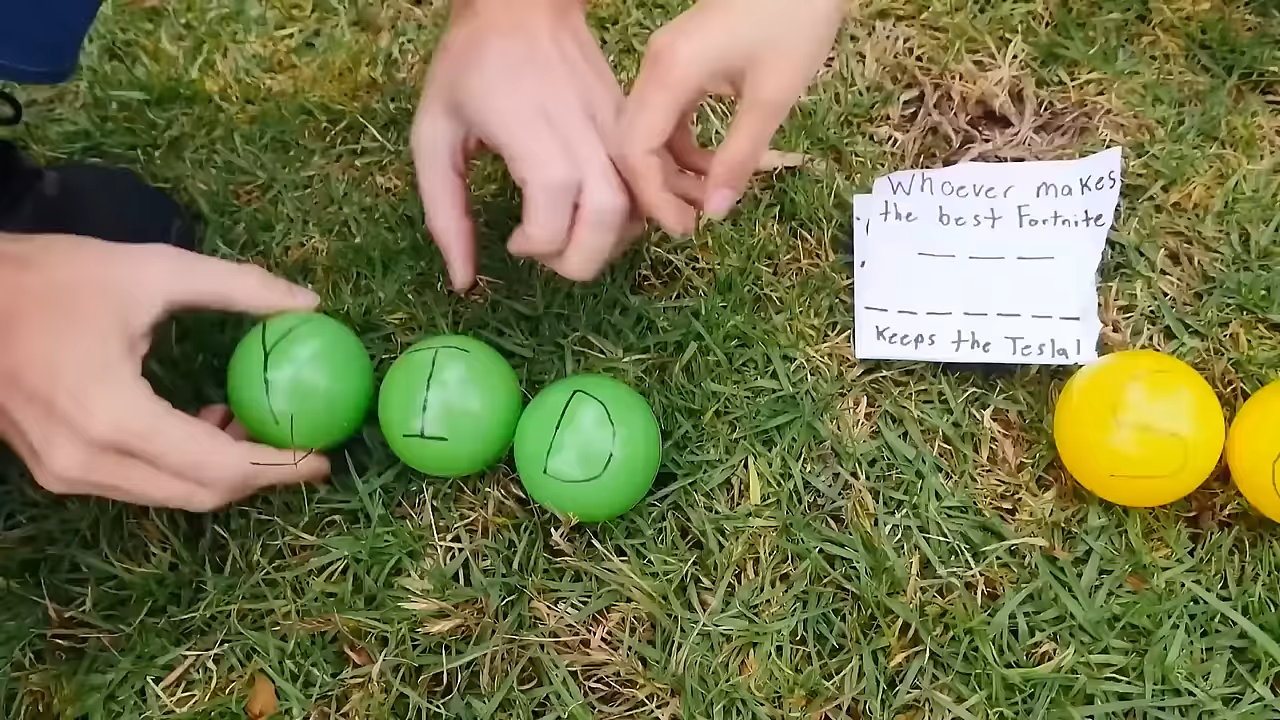 Whoever makes
the best Fortnite
_ _ _
_ _ _ _ _ _ _
Keeps the Tesla!
I D